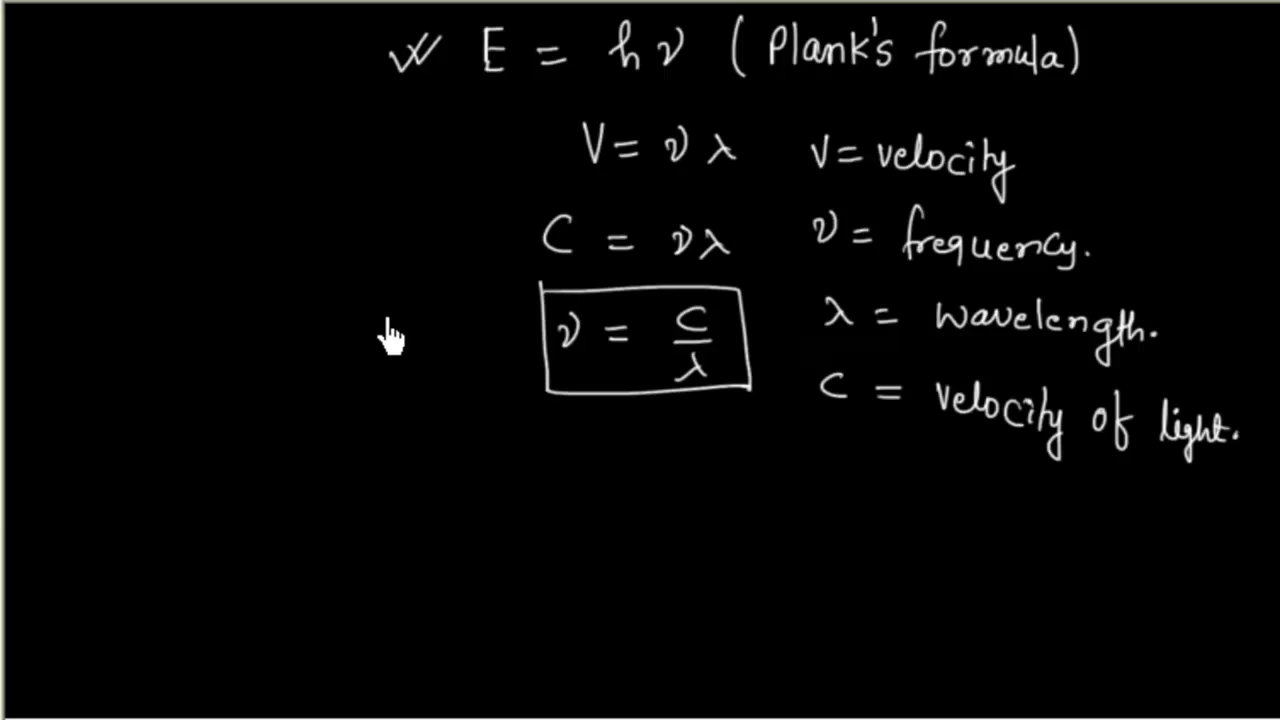 E = hν (Plank's formula)
V = νλ v = velocity
C = νλ ν = frequency.
ν = C/λ λ = wavelength.
C = velocity of light.